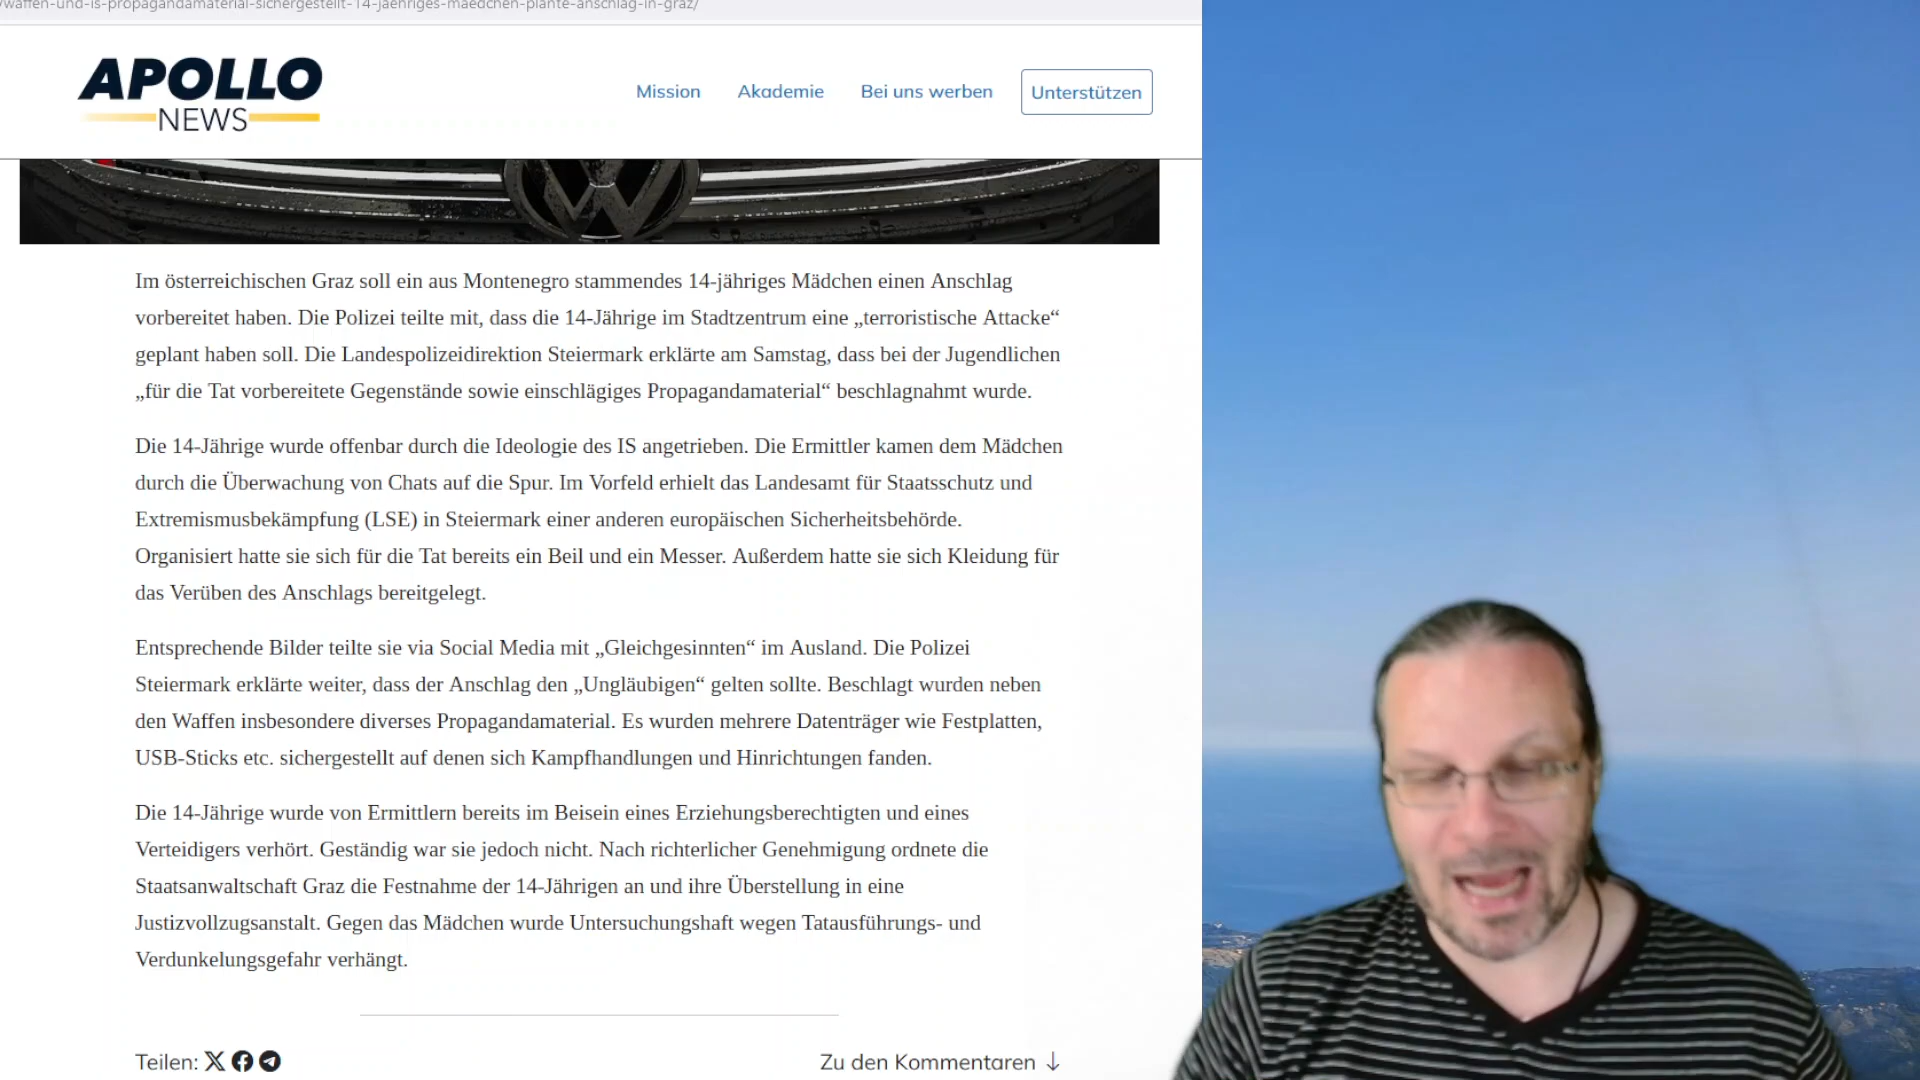 /waffen-und-is-propagandamaterial-sichergestellt-14-jaehriges-maedchen-plante-anschlag-in-graz/
APOLLO
NEWS
Mission
Akademie
Bei uns werben
Unterstützen
Im österreichischen Graz soll ein aus Montenegro stammendes 14-jähriges Mädchen einen Anschlag
vorbereitet haben. Die Polizei teilte mit, dass die 14-Jährige im Stadtzentrum eine „terroristische Attacke“
geplant haben soll. Die Landespolizeidirektion Steiermark erklärte am Samstag, dass bei der Jugendlichen
„für die Tat vorbereitete Gegenstände sowie einschlägiges Propagandamaterial“ beschlagnahmt wurde.
Die 14-Jährige wurde offenbar durch die Ideologie des IS angetrieben. Die Ermittler kamen dem Mädchen
durch die Überwachung von Chats auf die Spur. Im Vorfeld erhielt das Landesamt für Staatsschutz und
Extremismusbekämpfung (LSE) in Steiermark einer anderen europäischen Sicherheitsbehörde.
Organisiert hatte sie sich für die Tat bereits ein Beil und ein Messer. Außerdem hatte sie sich Kleidung für
das Verüben des Anschlags bereitgelegt.
Entsprechende Bilder teilte sie via Social Media mit „Gleichgesinnten“ im Ausland. Die Polizei
Steiermark erklärte weiter, dass der Anschlag den „Ungläubigen“ gelten sollte. Beschlagt wurden neben
den Waffen insbesondere diverses Propagandamaterial. Es wurden mehrere Datenträger wie Festplatten,
USB-Sticks etc. sichergestellt auf denen sich Kampfhandlungen und Hinrichtungen fanden.
Die 14-Jährige wurde von Ermittlern bereits im Beisein eines Erziehungsberechtigten und eines
Verteidigers verhört. Geständig war sie jedoch nicht. Nach richterlicher Genehmigung ordnete die
Staatsanwaltschaft Graz die Festnahme der 14-Jährigen an und ihre Überstellung in eine
Justizvollzugsanstalt. Gegen das Mädchen wurde Untersuchungshaft wegen Tatausführungs- und
Verdunkelungsgefahr verhängt.
Teilen:
Zu den Kommentaren ↓